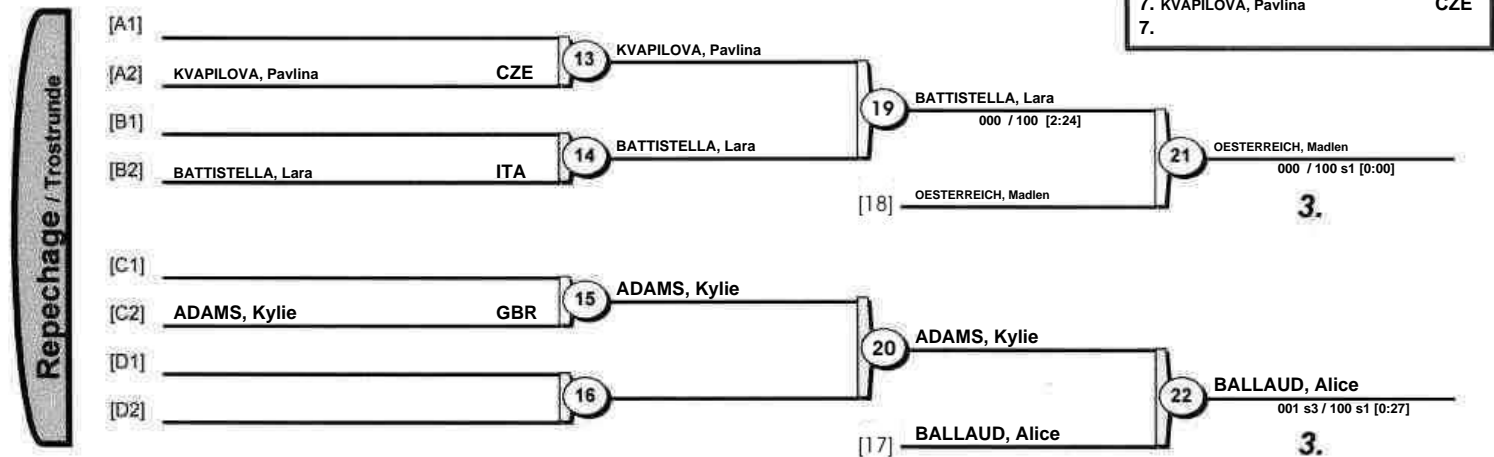 7. KVAPILOVA, Pavlina CZE
7.
Repechage / Trostrunde
[A1]
[A2] KVAPILOVA, Pavlina CZE
13 KVAPILOVA, Pavlina
[B1]
[B2] BATTISTELLA, Lara ITA
14 BATTISTELLA, Lara
19 BATTISTELLA, Lara
000 / 100 [2:24]
[18] OESTERREICH, Madlen
21 OESTERREICH, Madlen
000 / 100 s1 [0:00]
3.
[C1]
[C2] ADAMS, Kylie GBR
15 ADAMS, Kylie
[D1]
[D2]
16
20 ADAMS, Kylie
[17] BALLAUD, Alice
22 BALLAUD, Alice
001 s3 / 100 s1 [0:27]
3.